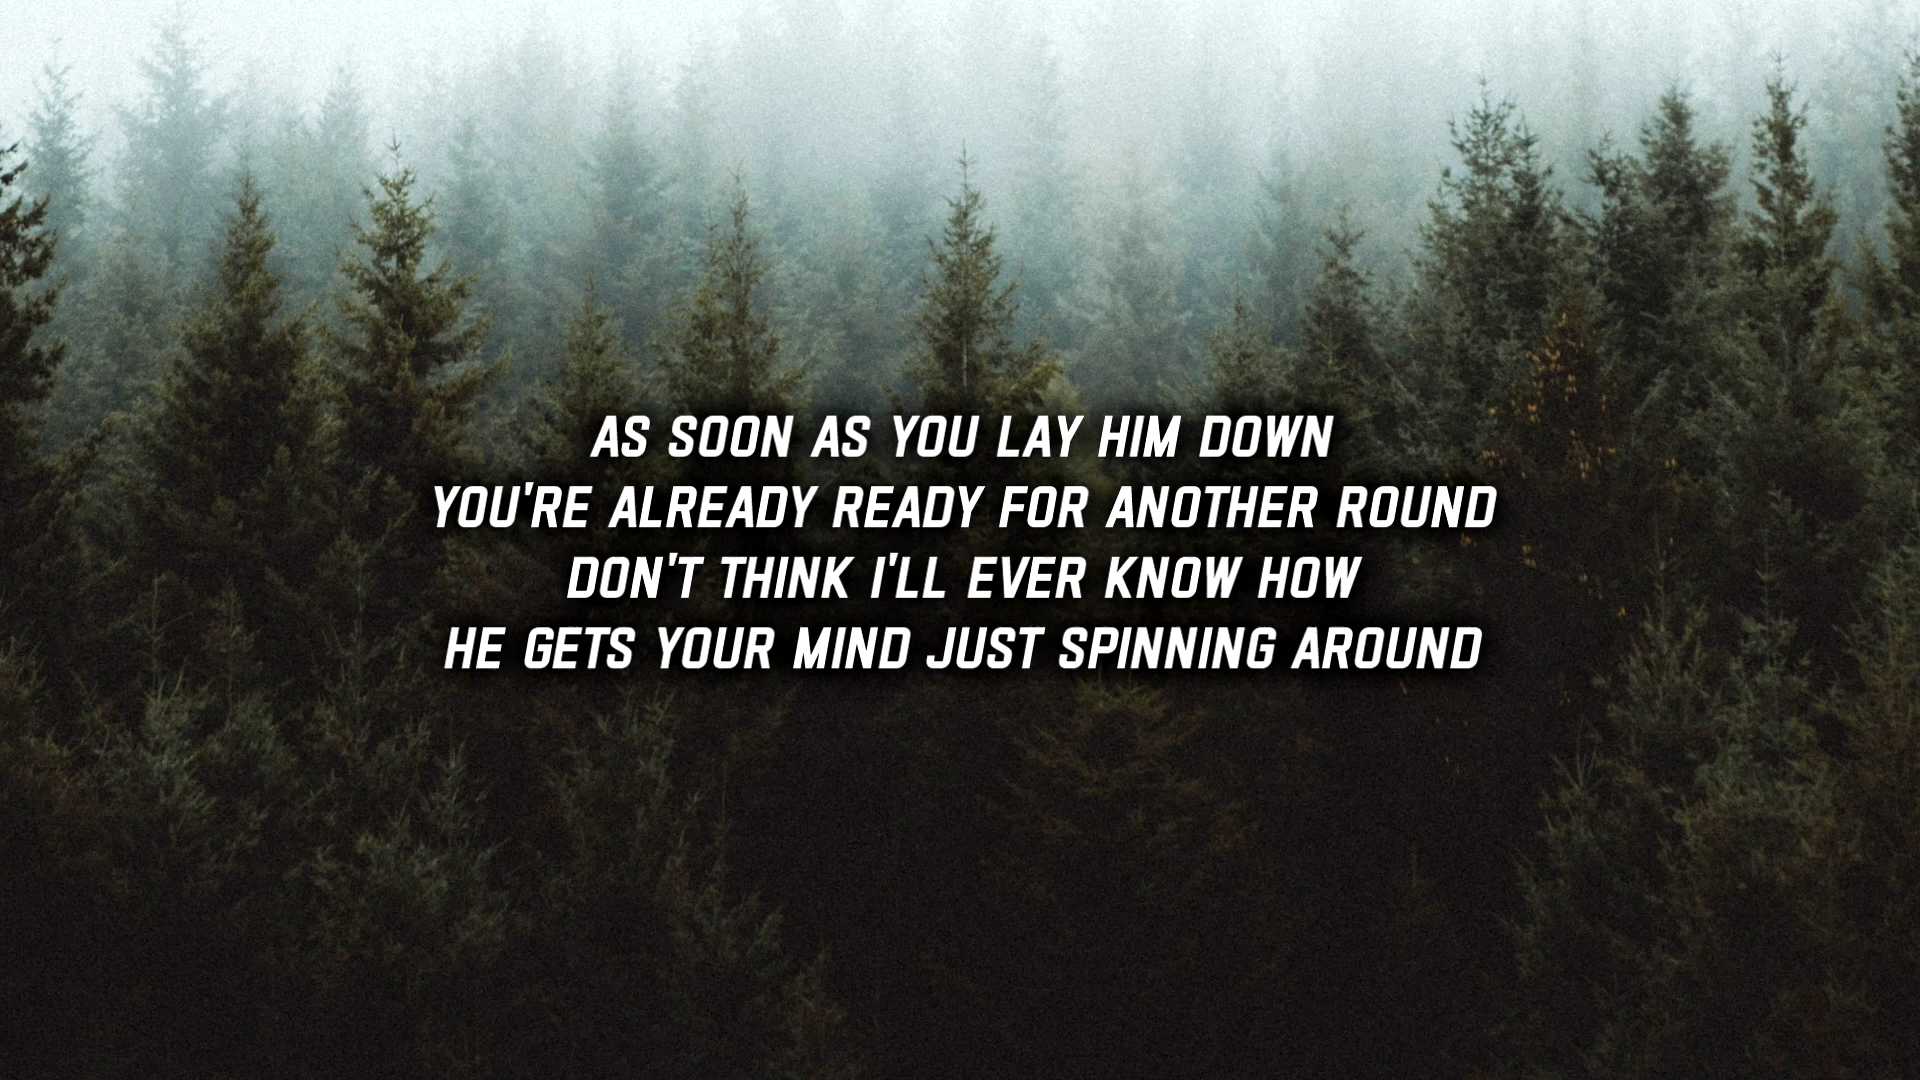 AS SOON AS YOU LAY HIM DOWN
YOU'RE ALREADY READY FOR ANOTHER ROUND
DON'T THINK I'LL EVER KNOW HOW
HE GETS YOUR MIND JUST SPINNING AROUND